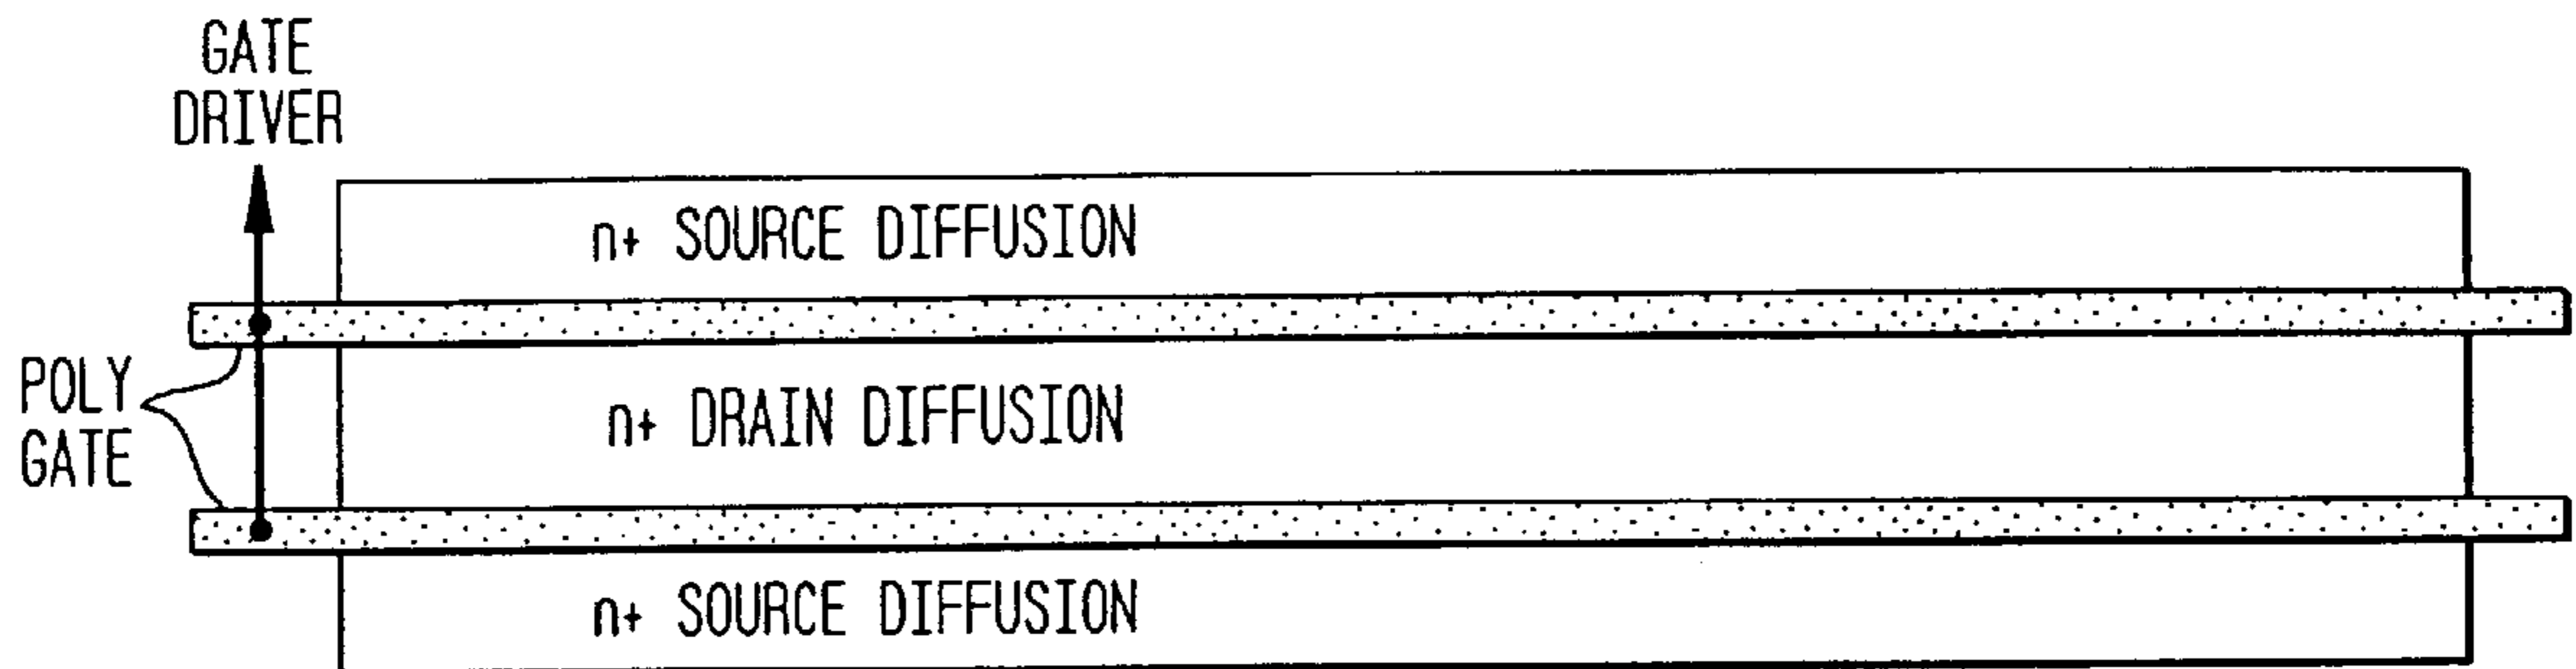 GATE
DRIVER
n+ SOURCE DIFFUSION
POLY
GATE
n+ DRAIN DIFFUSION
n+ SOURCE DIFFUSION